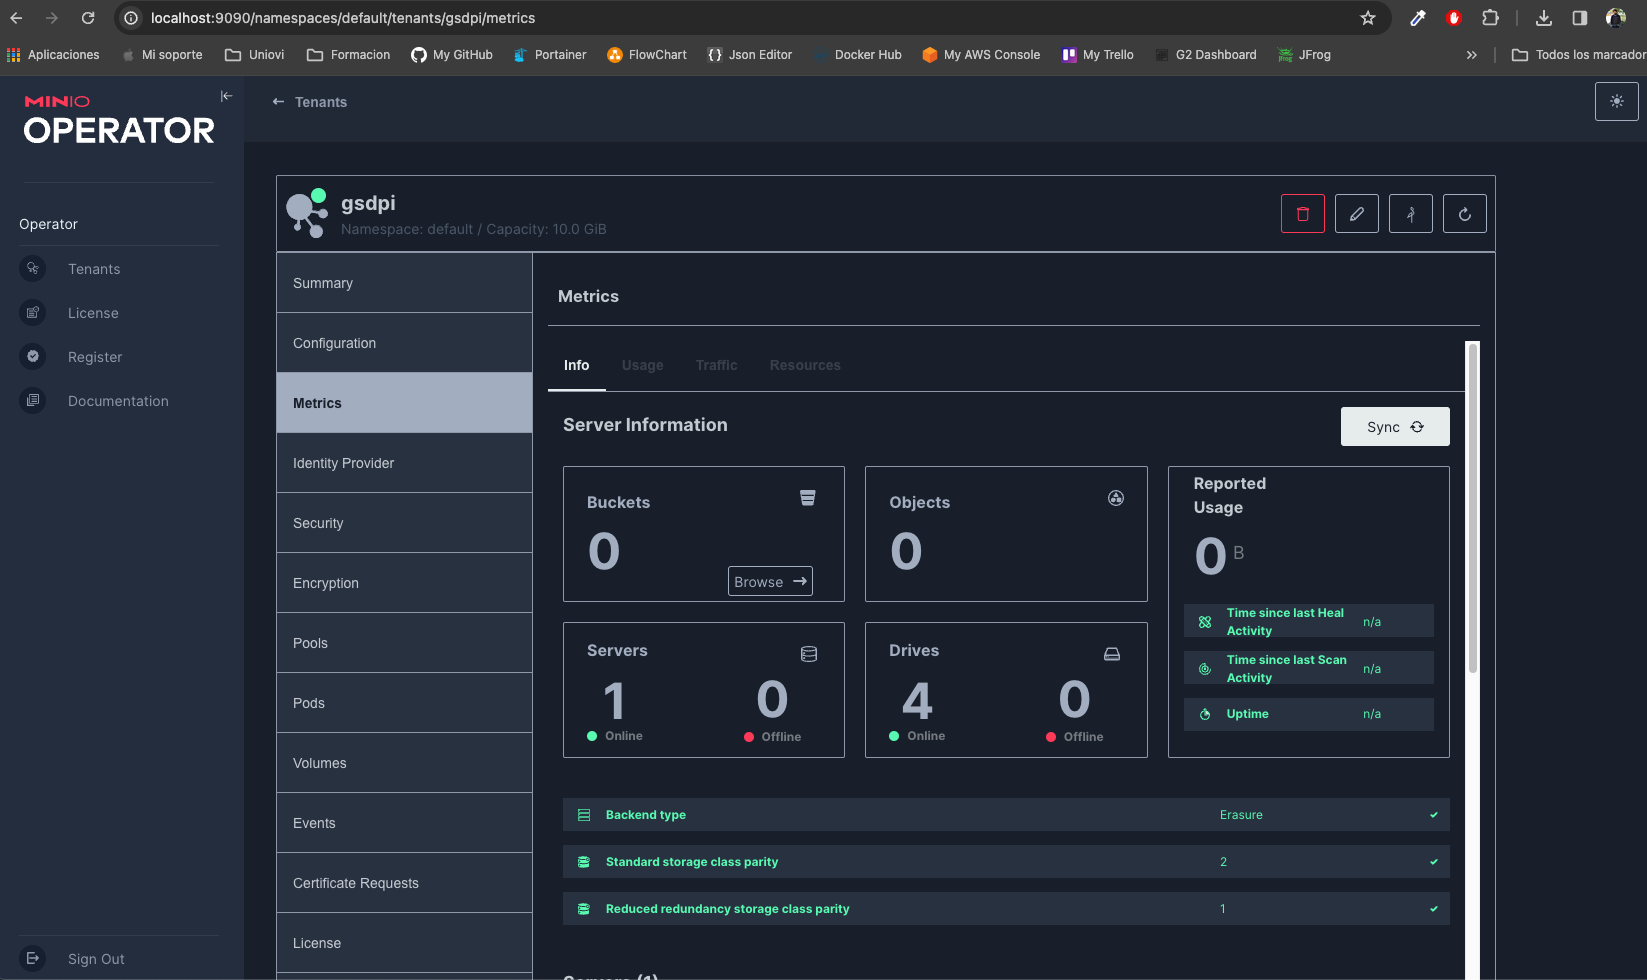 localhost:9090/namespaces/default/tenants/gsdpi/metrics
Aplicaciones
Mi soporte
Uniovi
Formacion
My GitHub
Portainer
FlowChart
Json Editor
Docker Hub
My AWS Console
My Trello
G2 Dashboard
JFrog
Todos los marcador
MINIO
OPERATOR
Operator
Tenants
License
Register
Documentation
Sign Out
← Tenants
gsdpi
Namespace: default / Capacity: 10.0 GiB
Summary
Configuration
Metrics
Identity Provider
Security
Encryption
Pools
Pods
Volumes
Events
Certificate Requests
License
Metrics
Info
Usage
Traffic
Resources
Server Information
Sync
Buckets
0
Browse
Objects
0
Reported
Usage
0 B
Time since last Heal
Activity
n/a
Time since last Scan
Activity
n/a
Uptime
n/a
Servers
1
Online
0
Offline
Drives
4
Online
0
Offline
Backend type
Erasure
Standard storage class parity
2
Reduced redundancy storage class parity
1
Servers (1)